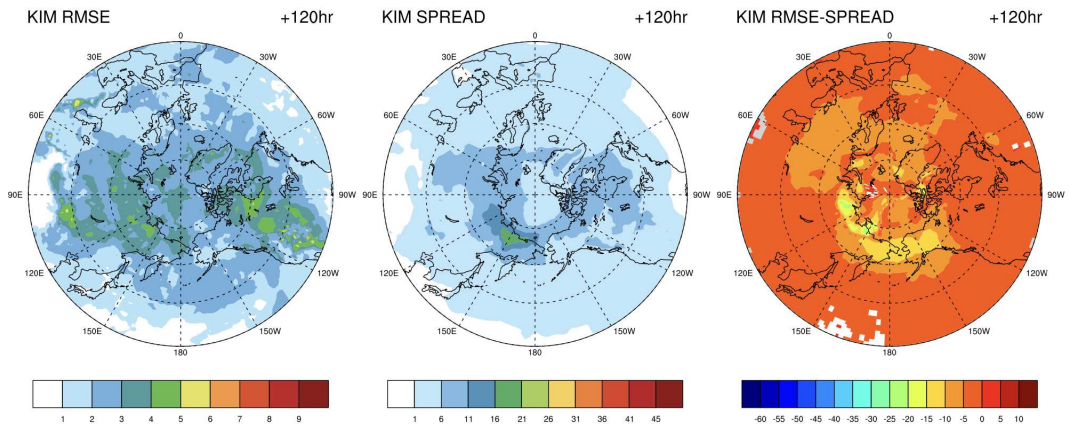 KIM RMSE +120hr
0
30E 30W
60E 60W
90E 90W
120E 120W
150E 150W
180
1 2 3 4 5 6 7 8 9
KIM SPREAD +120hr
0
30E 30W
60E 60W
90E 90W
120E 120W
150E 150W
180
1 6 11 16 21 26 31 36 41 45
KIM RMSE-SPREAD +120hr
0
30E 30W
60E 60W
90E 90W
120E 120W
150E 150W
180
-60 -55 -50 -45 -40 -35 -30 -25 -20 -15 -10 -5 0 5 10